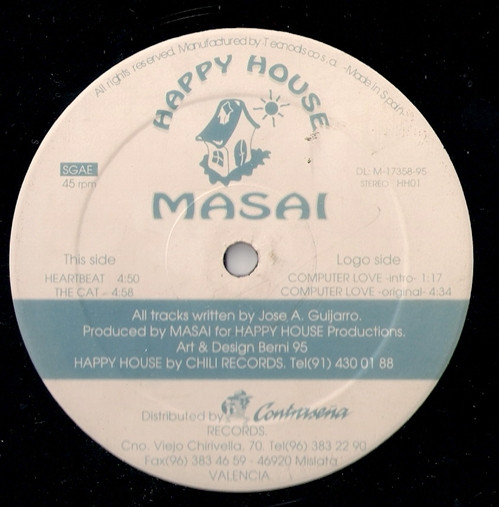 All rights reserved. Manufactured by Tecnodisco s.a. -Made in Spain-
HAPPY HOUSE
SGAE
45 rpm
DL: M-17358-95
STEREO HH01
MASAI
This side
HEARTBEAT 4:50
THE CAT - 4:58
Logo side
COMPUTER LOVE -intro- 1:17
COMPUTER LOVE -original- 4:34
All tracks written by Jose A. Guijarro.
Produced by MASAI for HAPPY HOUSE Productions.
Art & Design Berni 95
HAPPY HOUSE by CHILI RECORDS. Tel(91) 430 01 88
Distributed by Contraseña
RECORDS.
Cno. Viejo Chirivella, 70. Tel(96) 383 22 90
Fax(96) 383 46 59 - 46920 Mislata
VALENCIA